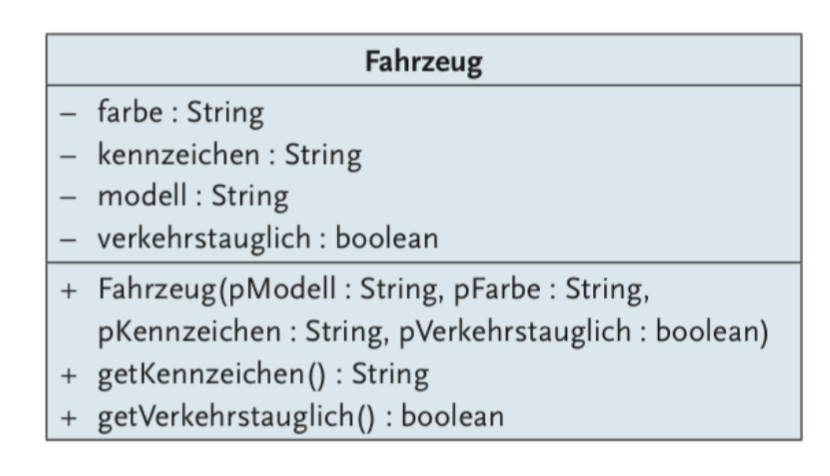 Fahrzeug
– farbe : String
– kennzeichen : String
– modell : String
– verkehrstauglich : boolean
+ Fahrzeug(pModell : String, pFarbe : String,
pKennzeichen : String, pVerkehrstauglich : boolean)
+ getKennzeichen() : String
+ getVerkehrstauglich() : boolean